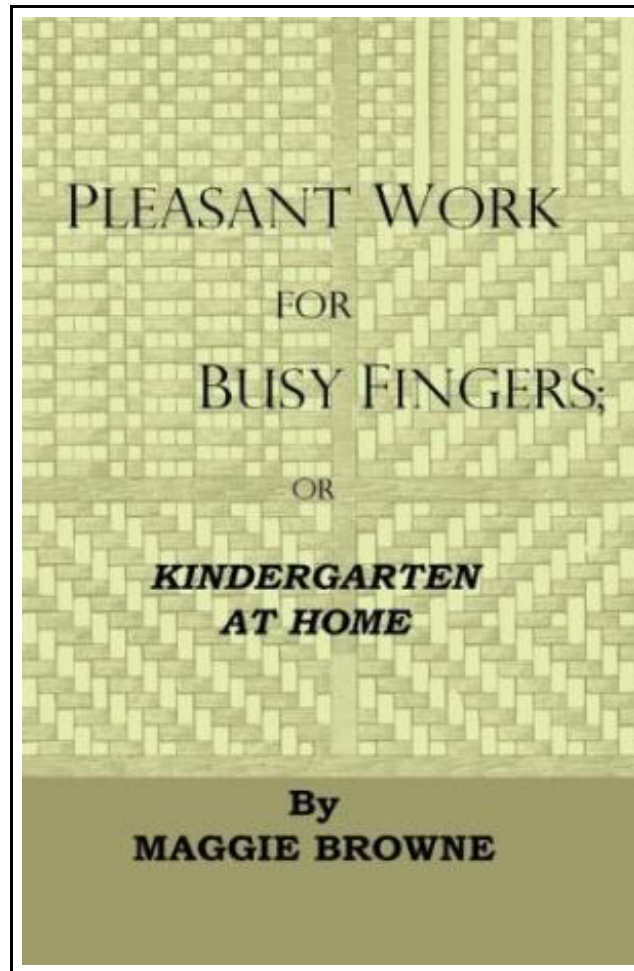 PLEASANT WORK
FOR
BUSY FINGERS;
OR
KINDERGARTEN
AT HOME
By
MAGGIE BROWNE